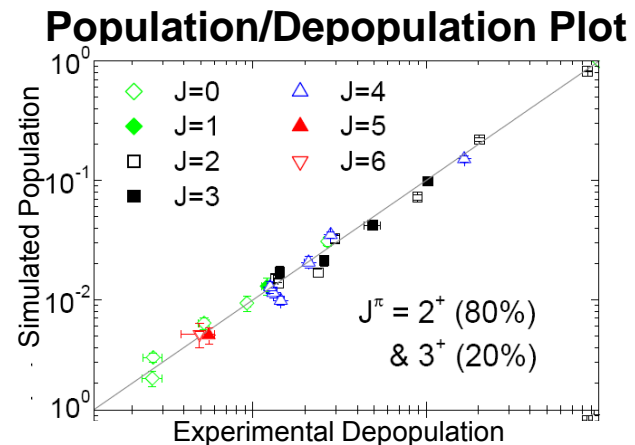 Population/Depopulation Plot
10^0
J=0
J=4
J=1
J=5
J=2
J=6
J=3
10^-1
Simulated Population
10^-2
J^π = 2^+ (80%)
& 3^+ (20%)
10^0
Experimental Depopulation